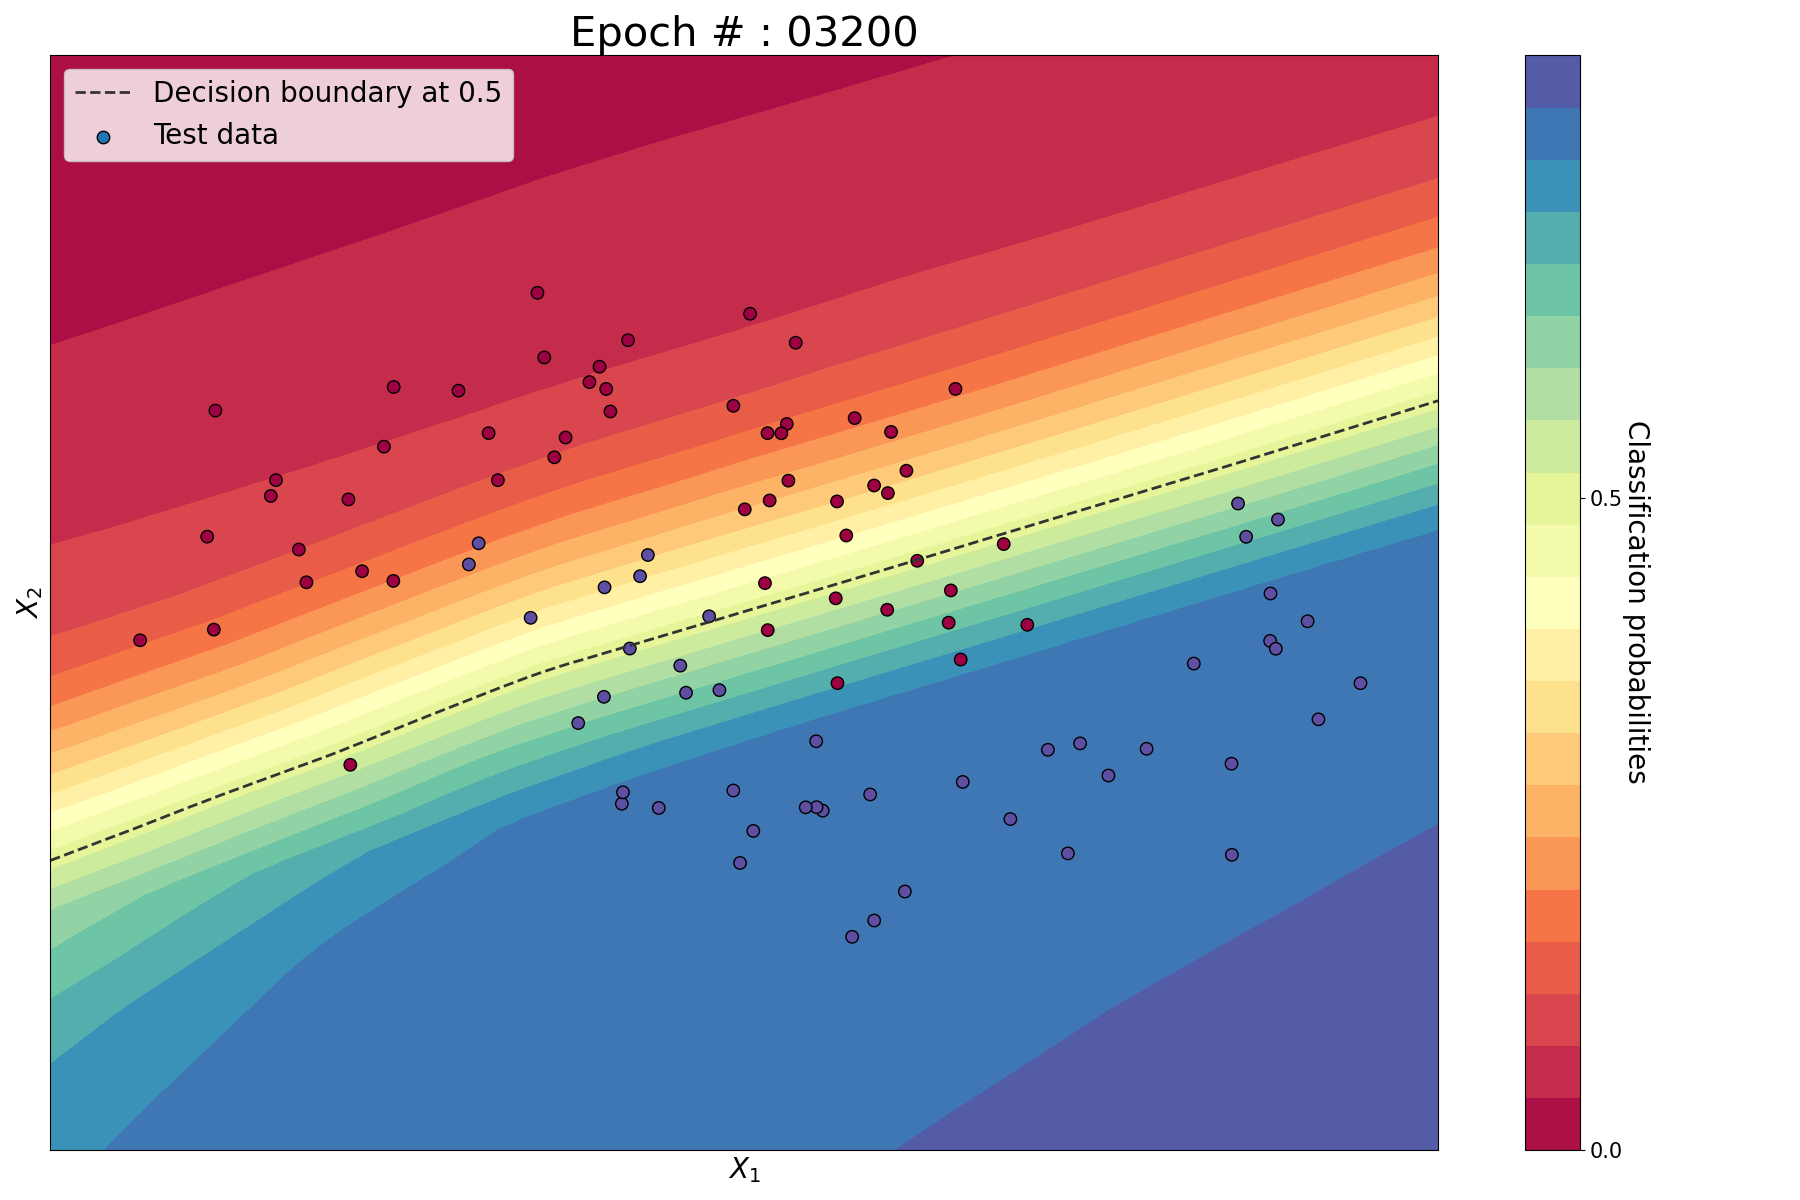 Epoch # : 03200
Decision boundary at 0.5
Test data
X₂
X₁
0.5
0.0
Classification probabilities